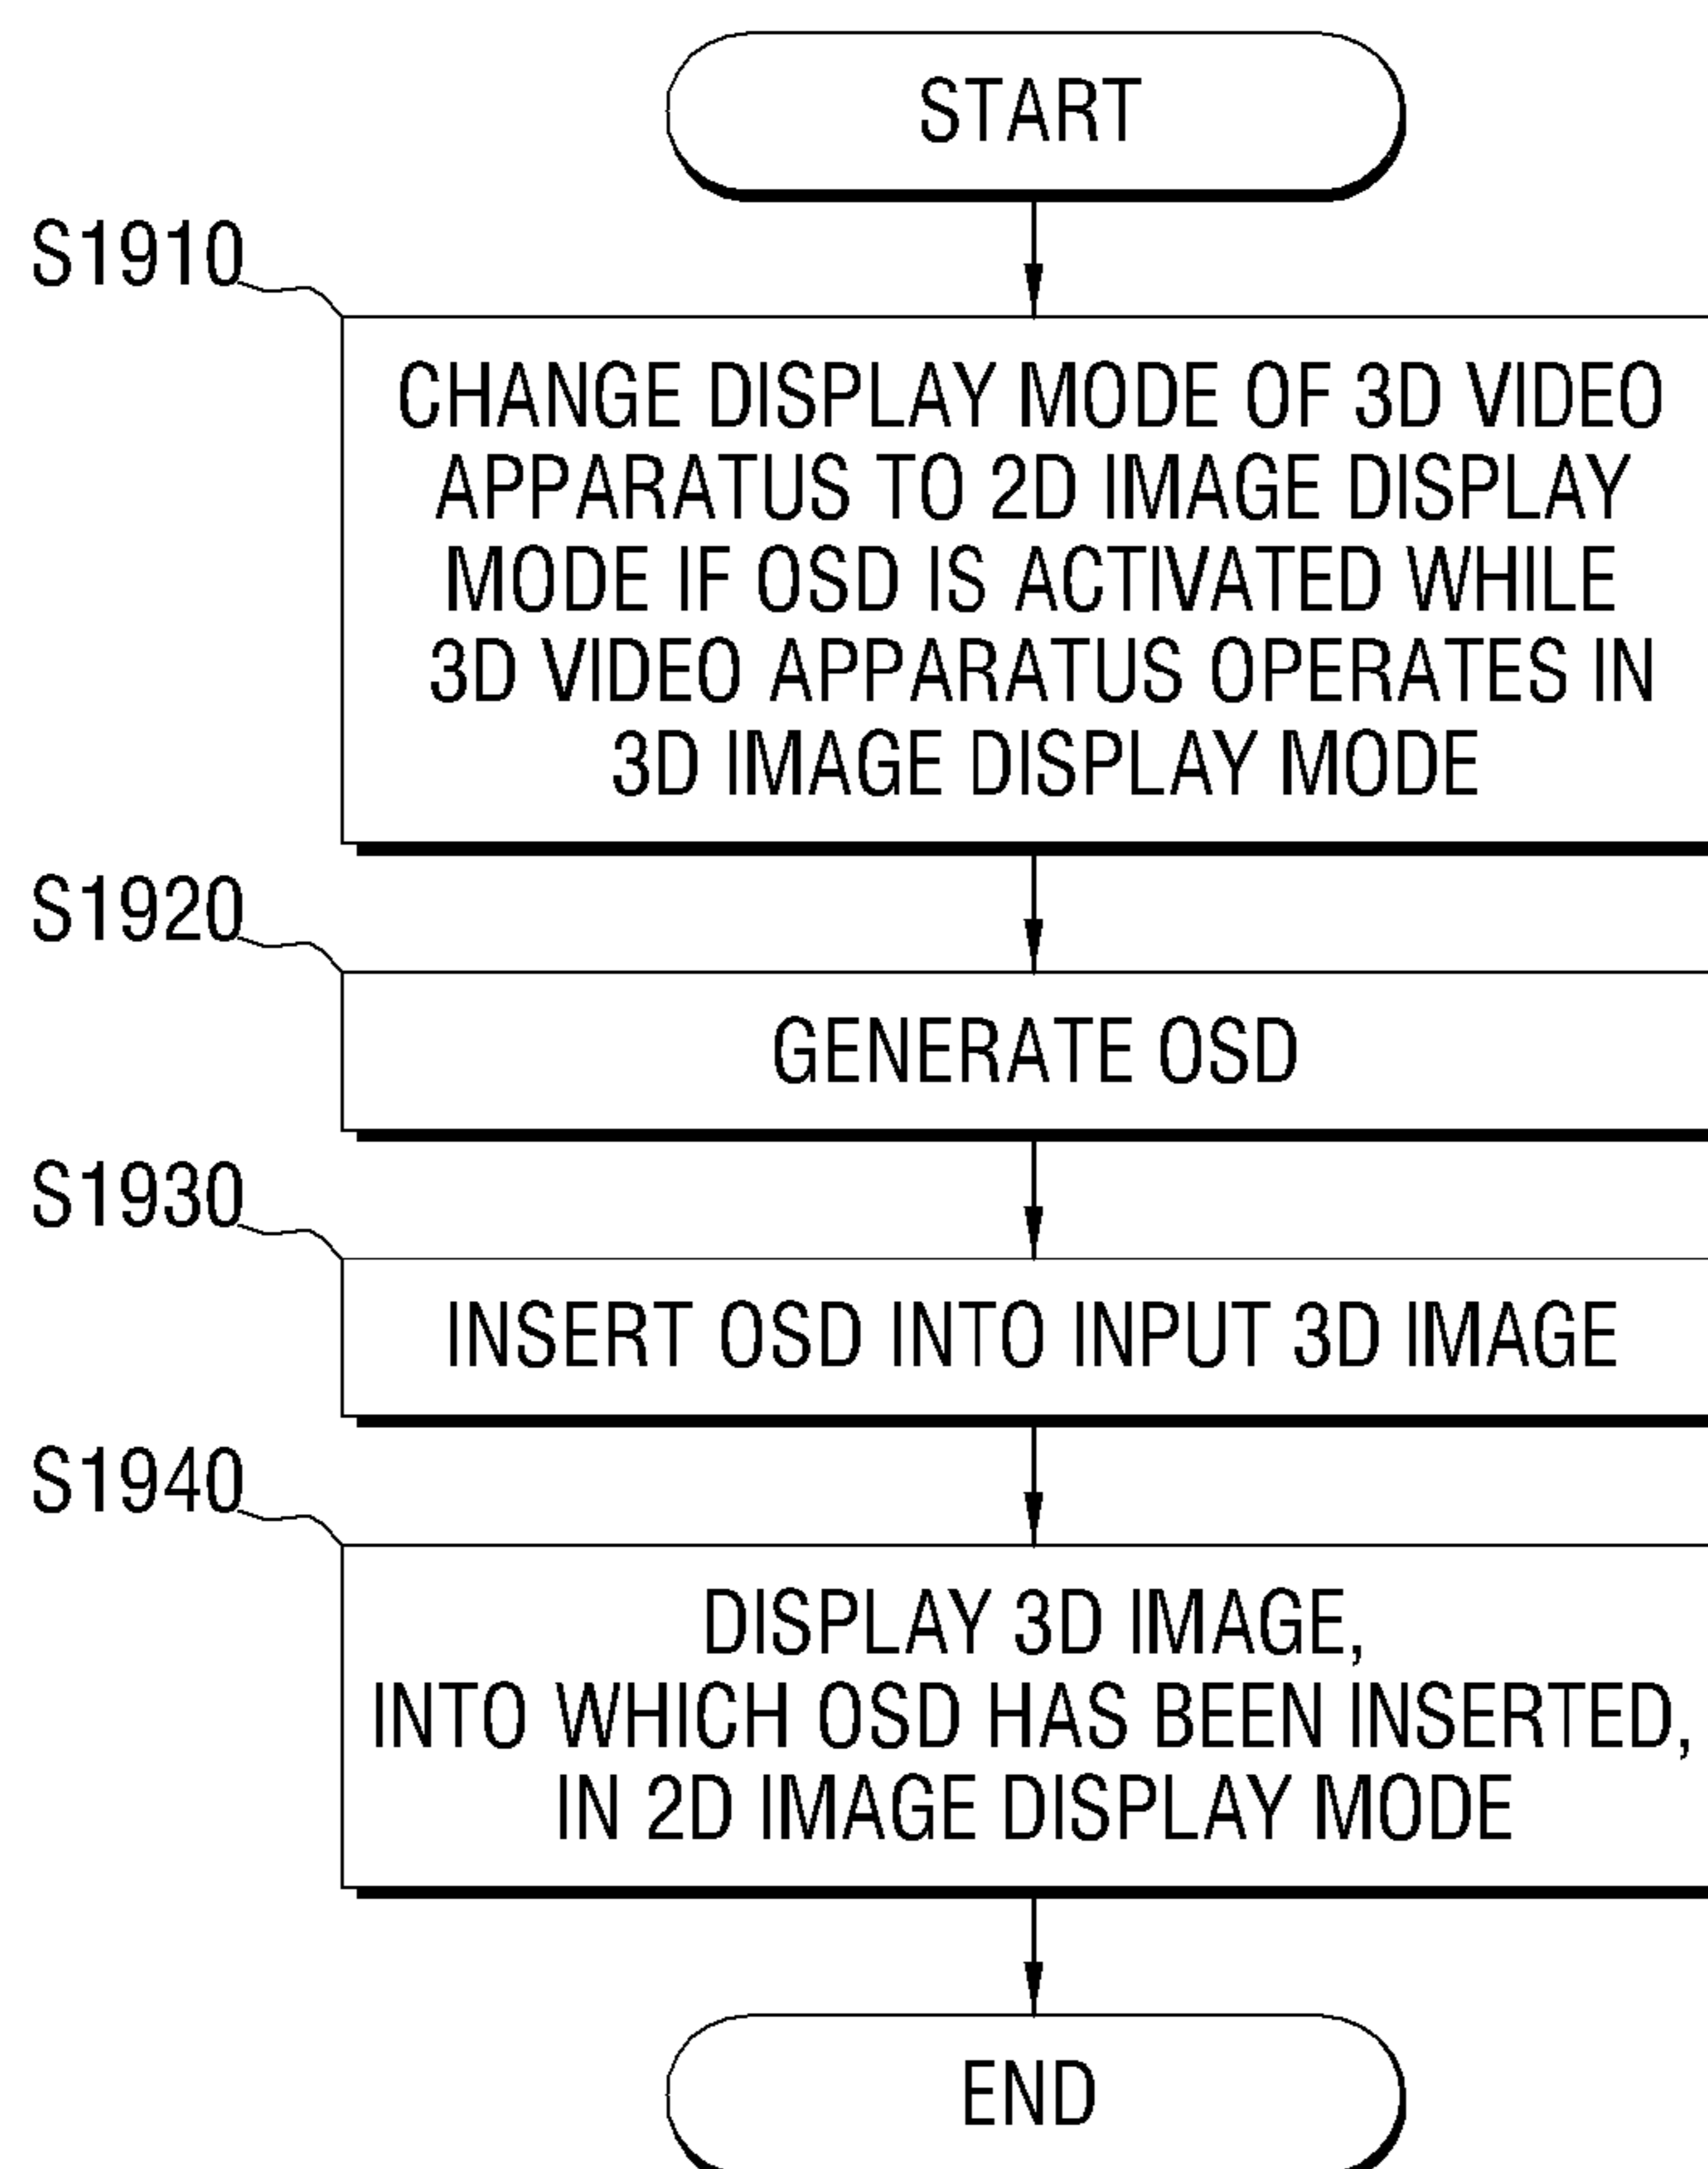 START
S1910
CHANGE DISPLAY MODE OF 3D VIDEO
APPARATUS TO 2D IMAGE DISPLAY
MODE IF OSD IS ACTIVATED WHILE
3D VIDEO APPARATUS OPERATES IN
3D IMAGE DISPLAY MODE
S1920
GENERATE OSD
S1930
INSERT OSD INTO INPUT 3D IMAGE
S1940
DISPLAY 3D IMAGE,
INTO WHICH OSD HAS BEEN INSERTED,
IN 2D IMAGE DISPLAY MODE
END